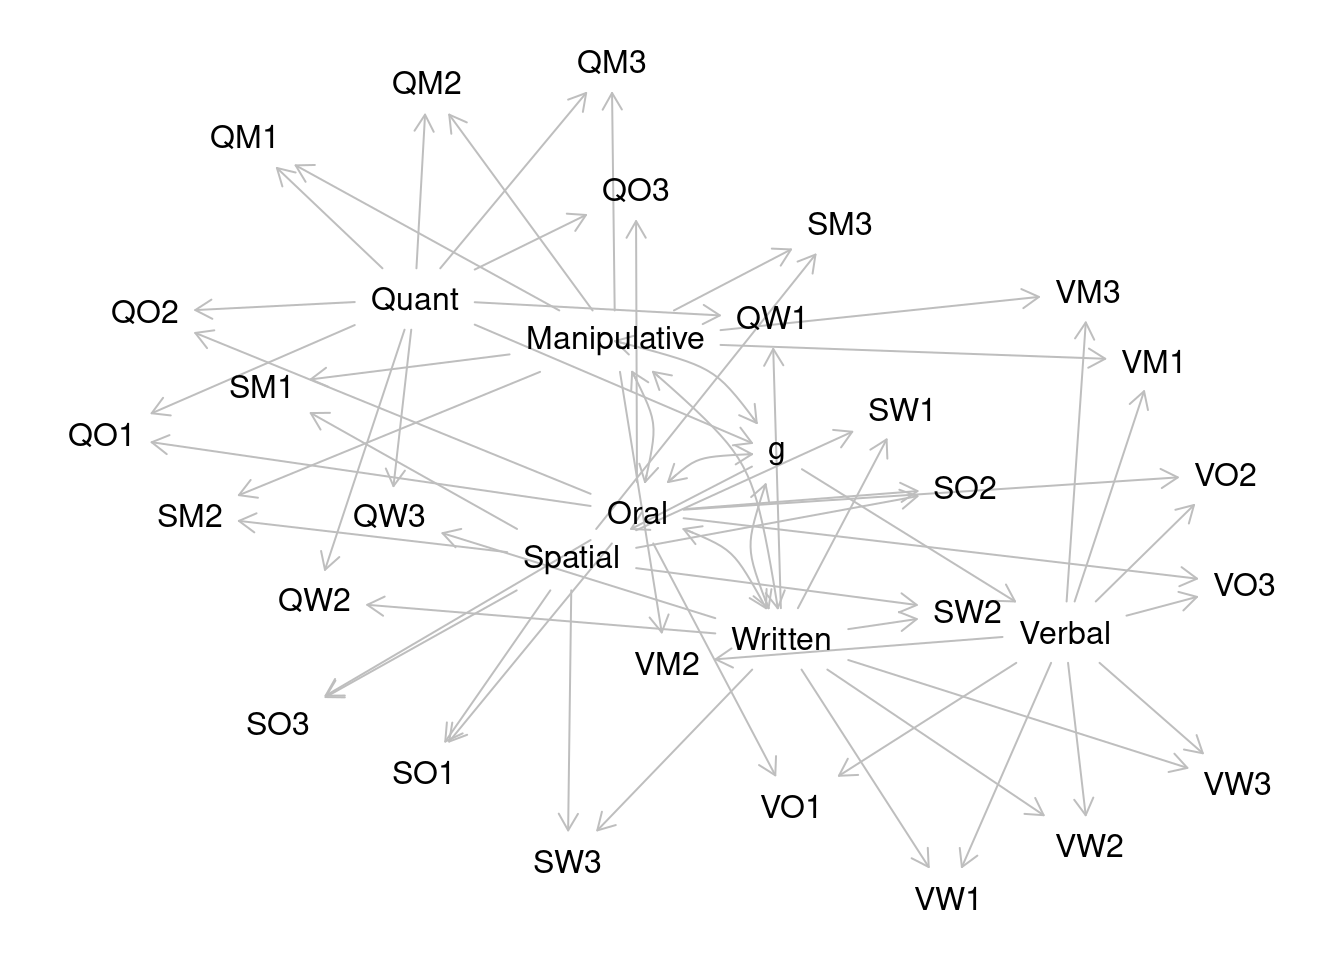 QM3
QM2
QM1
QO3
SM3
VM3
Quant
QO2
QW1
Manipulative
VM1
SM1
SW1
QO1
g
VO2
SO2
Oral
SM2
QW3
Spatial
VO3
QW2
SW2
Verbal
Written
VM2
SO3
SO1
VW3
VO1
VW2
SW3
VW1